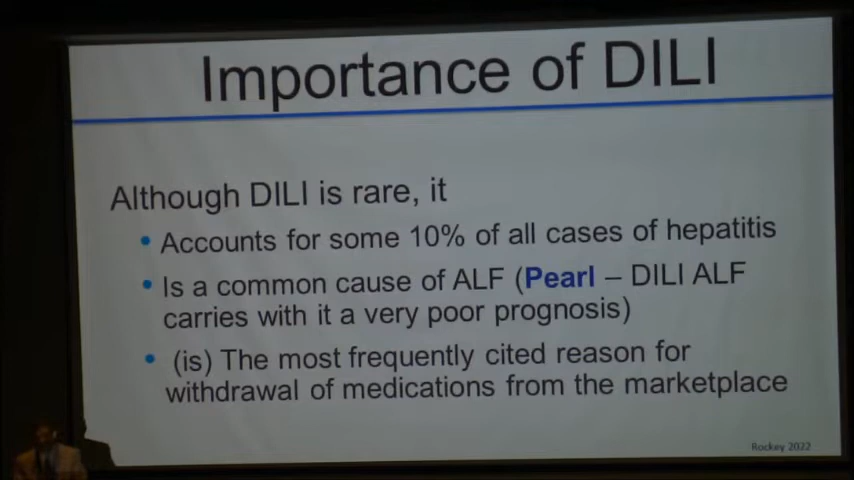 Importance of DILI
Although DILI is rare, it
• Accounts for some 10% of all cases of hepatitis
• Is a common cause of ALF (Pearl – DILI ALF
carries with it a very poor prognosis)
• (is) The most frequently cited reason for
withdrawal of medications from the marketplace
Rockey 2022